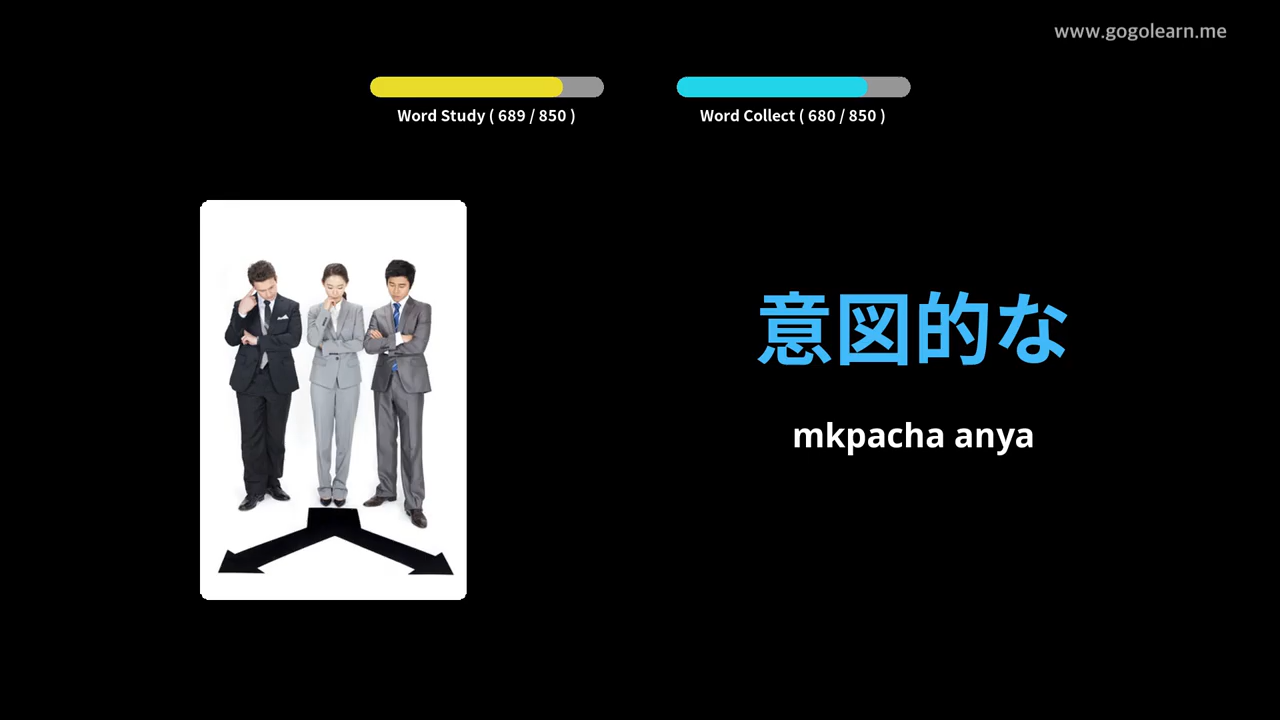 www.gogolearn.me
Word Study ( 689 / 850 )
Word Collect ( 680 / 850 )
意図的な
mkpacha anya